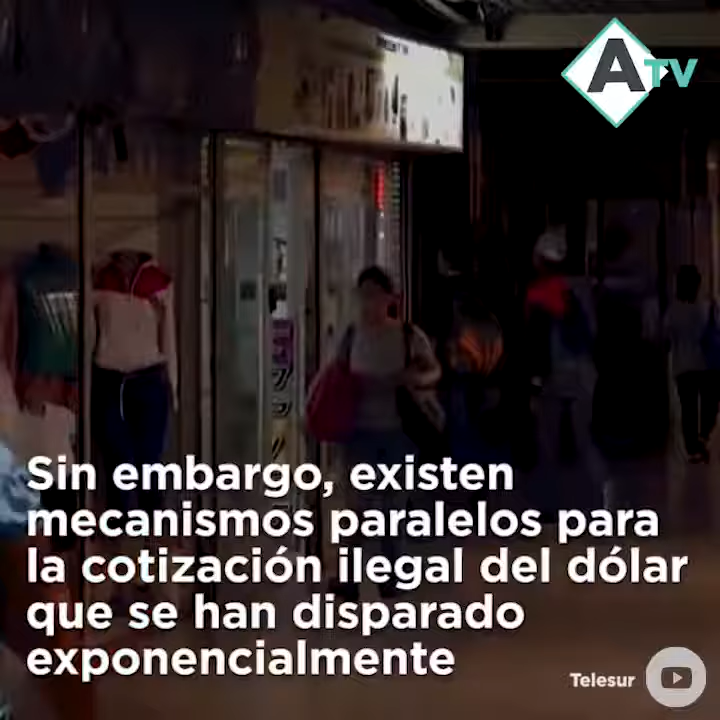 ATV
Sin embargo, existen
mecanismos paralelos para
la cotización ilegal del dólar
que se han disparado
exponencialmente
Telesur